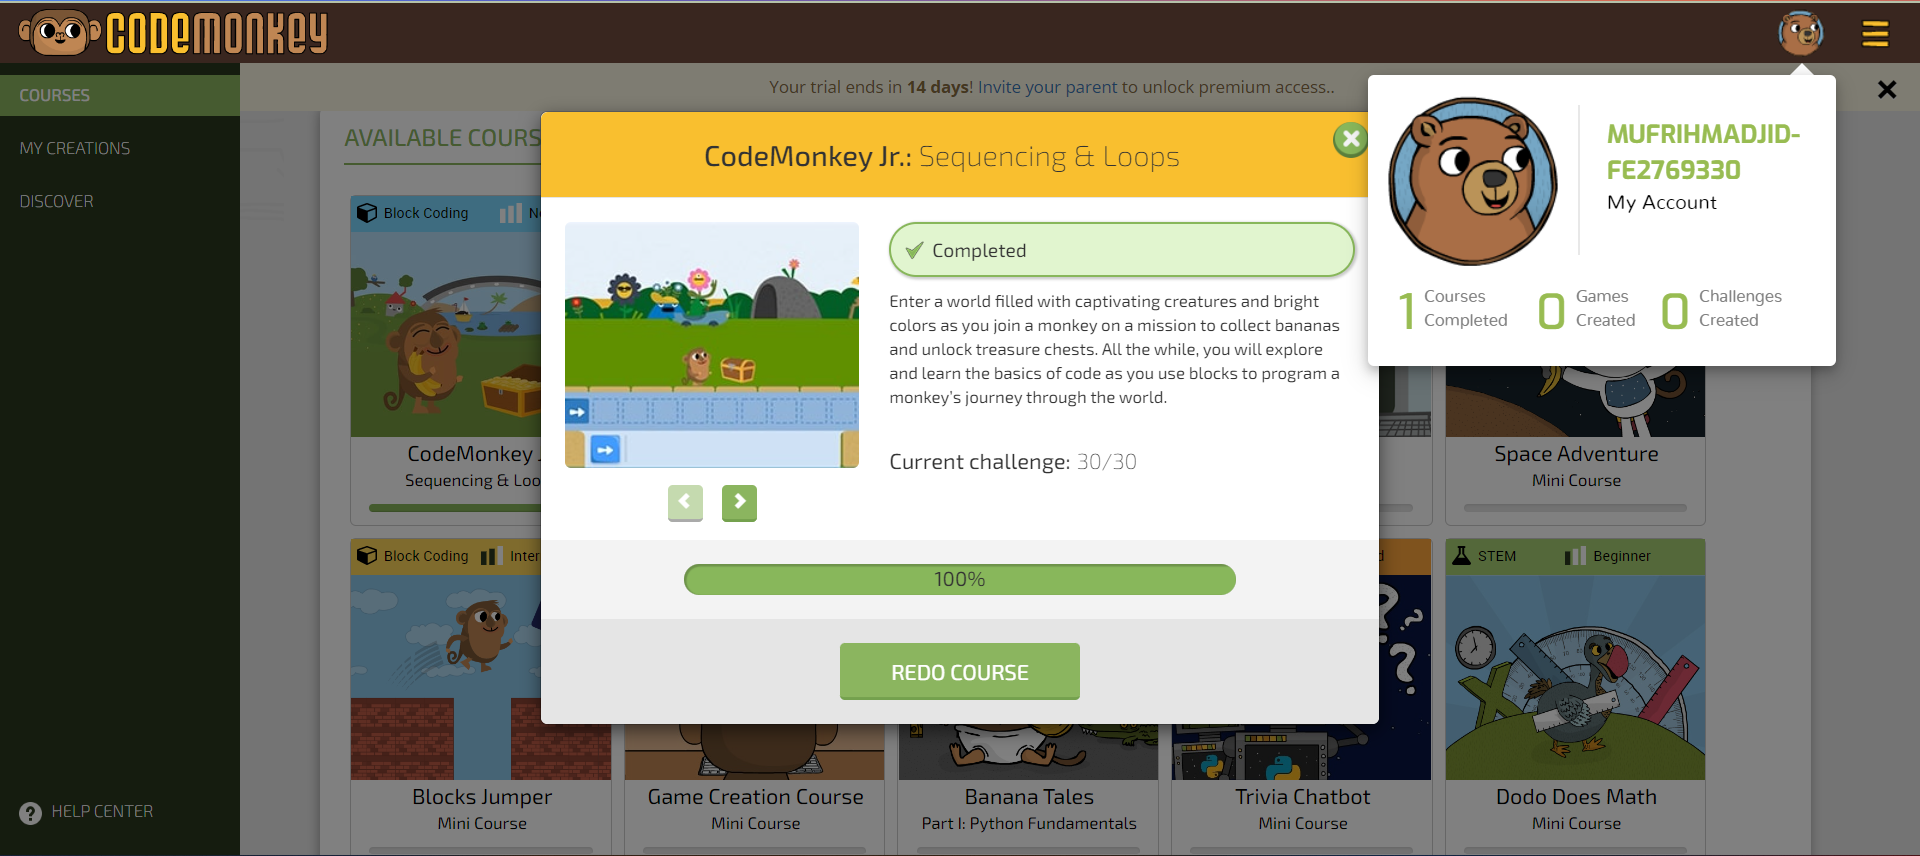 CODEMONKEY
Your trial ends in 14 days! Invite your parent to unlock premium access..
COURSES
MY CREATIONS
DISCOVER
HELP CENTER
MUFRIHMADJID-
FE2769330
My Account
1 Courses Completed
0 Games Created
0 Challenges Created
AVAILABLE COURS
CodeMonkey Jr.: Sequencing & Loops
Completed
Enter a world filled with captivating creatures and bright
colors as you join a monkey on a mission to collect bananas
and unlock treasure chests. All the while, you will explore
and learn the basics of code as you use blocks to program a
monkey's journey through the world.
Current challenge: 30/30
100%
REDO COURSE
Block Coding
CodeMonkey J
Sequencing & Loo
Space Adventure
Mini Course
Block Coding Inter
Blocks Jumper
Mini Course
Game Creation Course
Mini Course
Banana Tales
Part I: Python Fundamentals
Trivia Chatbot
Mini Course
STEM Beginner
Dodo Does Math
Mini Course